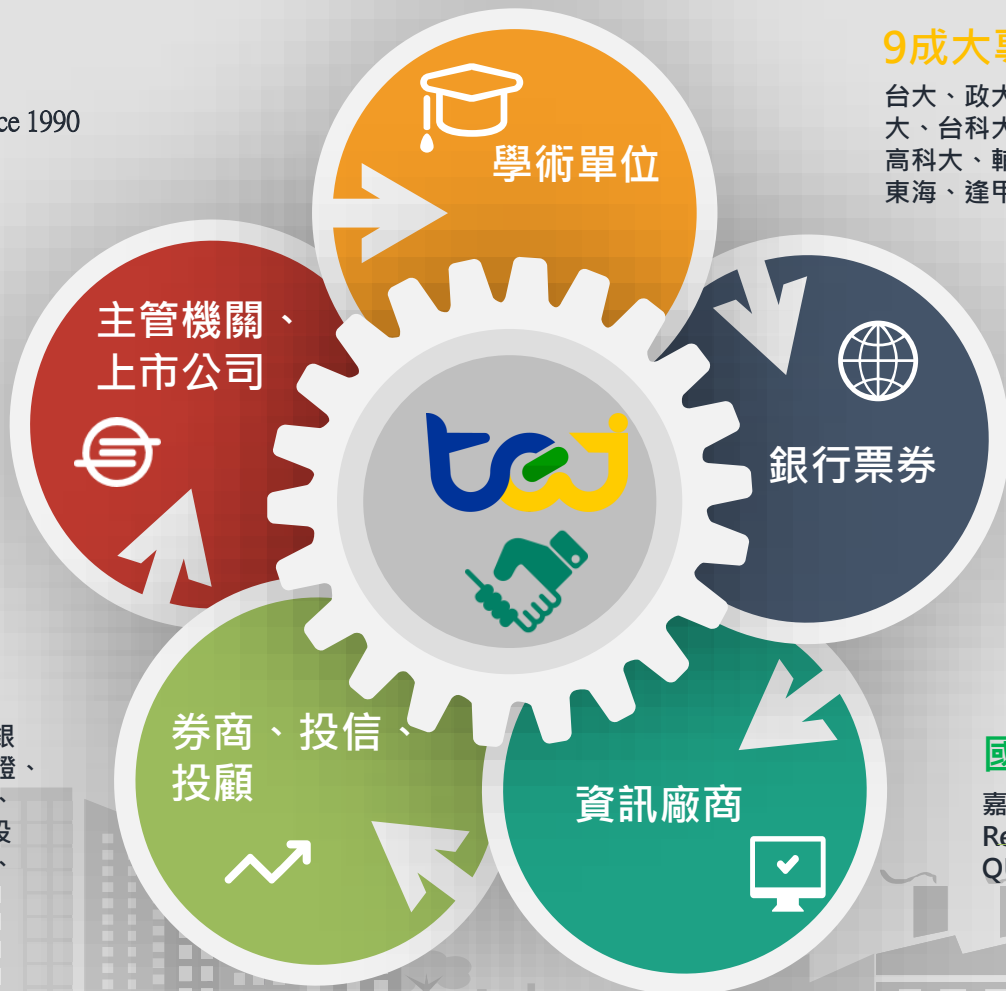 ce 1990
學術單位
9成大
台大、政大
大、台科大
高科大、輔
東海、逢甲
主管機關、
上市公司
銀行票券
tej
券商、投信、
投顧
資訊廠商
銀
證、
、
、
國
嘉
Re
Q